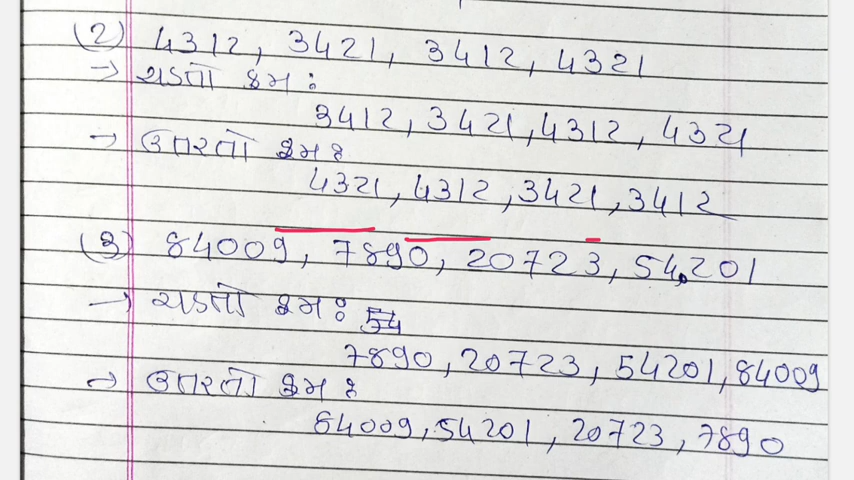 (2) 4312, 3421, 3412, 4321
→ ચડતો ક્રમ :
3412, 3421, 4312, 4321
→ ઉતરતો ક્રમ :
4321, 4312, 3421, 3412
(3) 84009, 7890, 20723, 54,201
→ ચડતો ક્રમ :
7890, 20723, 54201, 84009
→ ઉતરતો ક્રમ :
84009, 54201, 20723, 7890